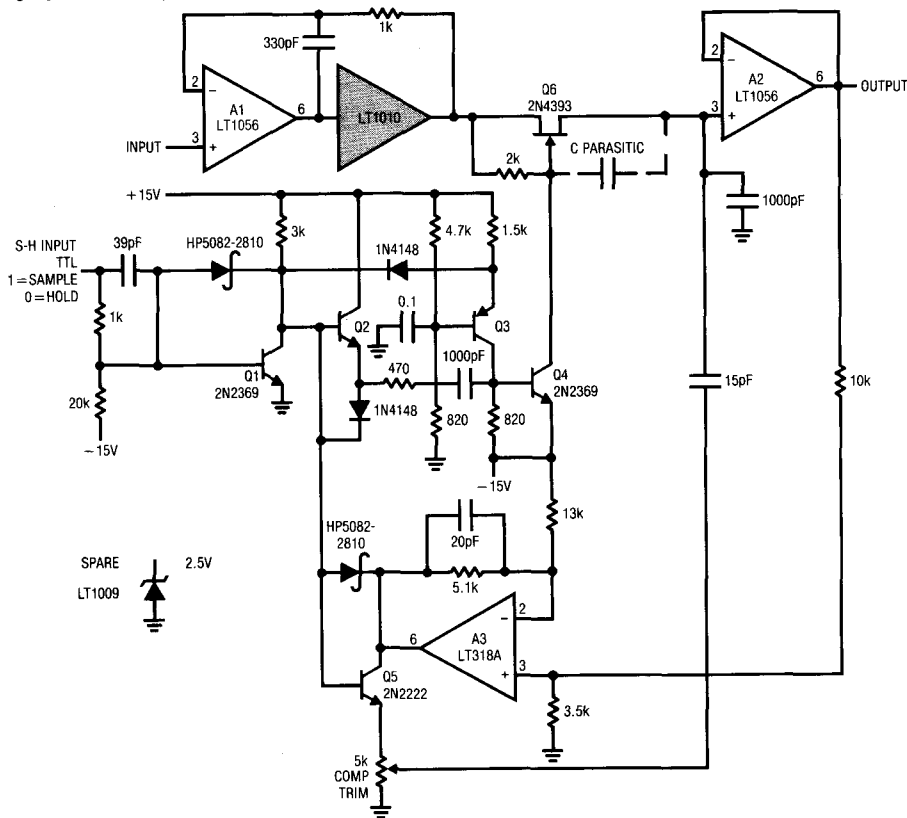 1k
330pF
2
−
A1
LT1056
6
3
+
INPUT
LT1010
Q6
2N4393
2k
C PARASITIC
2
−
A2
LT1056
6
3
+
OUTPUT
1000pF
+15V
3k
4.7k
1.5k
S-H INPUT
TTL
1=SAMPLE
0=HOLD
39pF
HP5082-2810
1N4148
1k
0.1
Q2
Q3
1000pF
470
Q1
2N2369
Q4
2N2369
15pF
10k
20k
−15V
1N4148
820
820
−15V
13k
HP5082-
2810
20pF
5.1k
SPARE
2.5V
LT1009
2
−
6
A3
LT318A
3
+
Q5
2N2222
3.5k
5k
COMP
TRIM